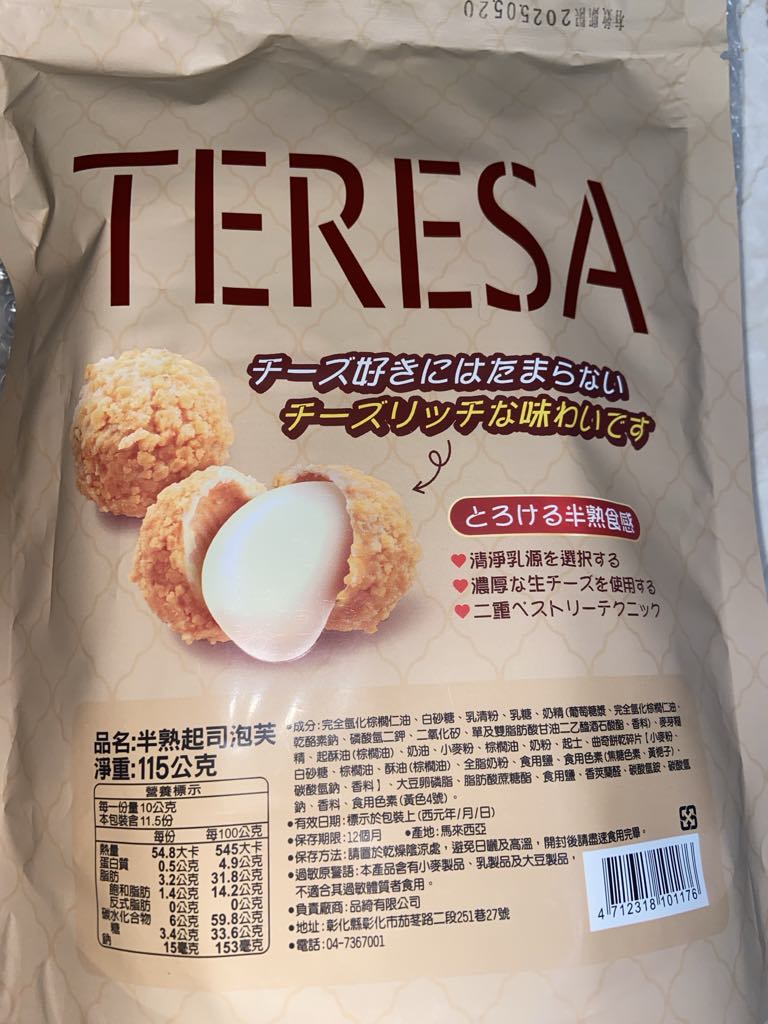 有效期限2025.05.20
TERESA
チーズ好きにはたまらない
チーズリッチな味わいです
とろける半熟食感
♥清淨乳源を選択する
♥濃厚な生チーズを使用する
♥二重ペストリーテクニック
品名:半熟起司泡芙
淨重:115公克
營養標示
每一份量10公克
本包裝含11.5份
每份 每100公克
熱量 54.8大卡 545大卡
蛋白質 0.5公克 4.9公克
脂肪 3.2公克 31.8公克
飽和脂肪 1.4公克 14.2公克
反式脂肪 0公克 0公克
碳水化合物 6公克 59.8公克
糖 3.4公克 33.6公克
鈉 15毫克 153毫克
•成分:完全氫化棕櫚仁油、白砂糖、乳清粉、乳糖、奶精(葡萄糖漿、完全氫化棕櫚仁油、
乾酪素鈉、磷酸氫二鉀、二氧化矽、單及雙脂肪酸甘油二乙醯酒石酸酯、香料)、麥芽糊
精、起酥油(棕櫚油)、奶油、小麥粉、棕櫚油、奶粉、起士、曲奇餅乾碎片【小麥粉、
白砂糖、棕櫚油、酥油(棕櫚油)、全脂奶粉、食用鹽、食用色素(焦糖色素、黃梔子)、
碳酸氫鈉、香料】、大豆卵磷脂、脂肪酸蔗糖酯、食用鹽、香莢蘭醛、碳酸氫銨、碳酸氫
鈉、香料、食用色素(黃色4號)。
•有效日期:標示於包裝上(西元年/月/日)
•保存期限:12個月 •產地:馬來西亞
•保存方法:請置於乾燥陰涼處，避免日曬及高溫，開封後請盡速食用完畢。
•過敏原警語:本產品含有小麥製品、乳製品及大豆製品，
不適合其過敏體質者食用。
•負責廠商:品締有限公司
•地址:彰化縣彰化市茄苳路二段251巷27號
•電話:04-7367001
4 712318 101176